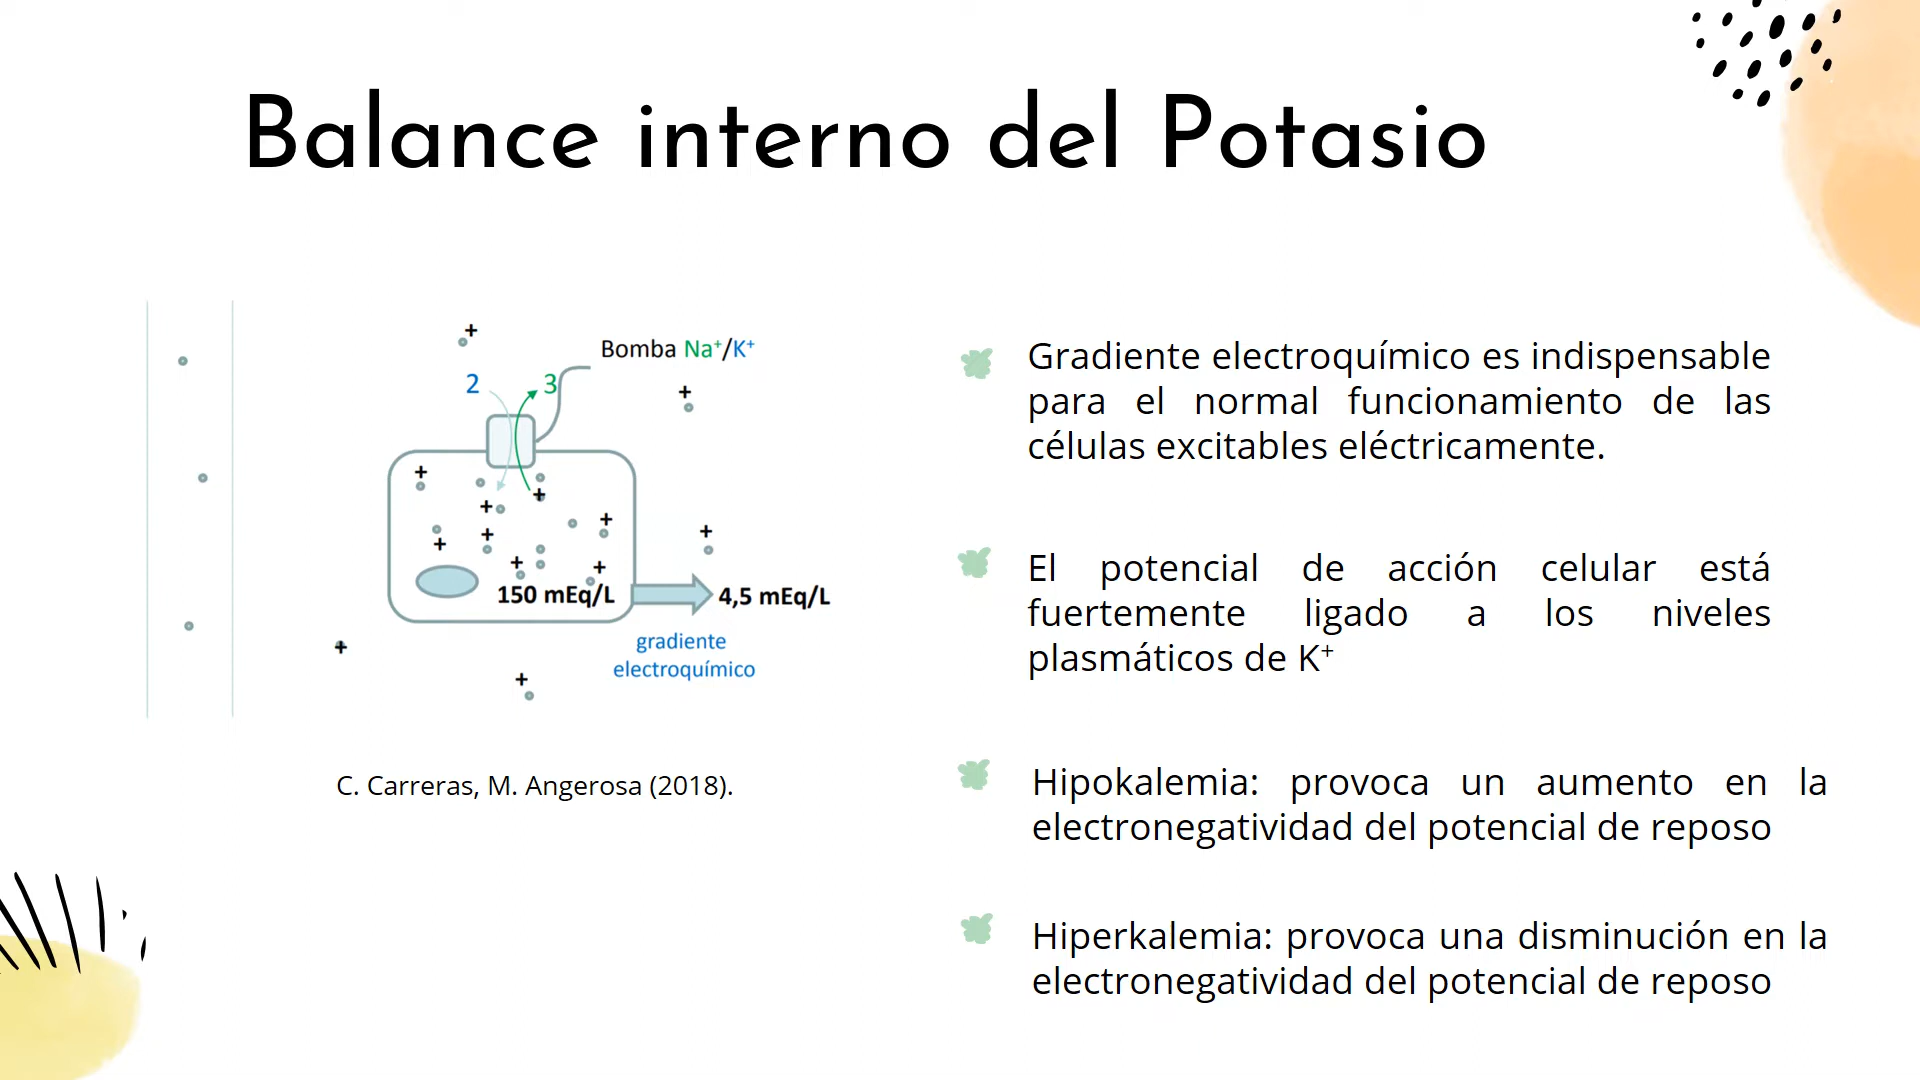 Balance interno del Potasio
Bomba Na⁺/K⁺
2
3
150 mEq/L
4,5 mEq/L
gradiente
electroquímico
C. Carreras, M. Angerosa (2018).
Gradiente electroquímico es indispensable
para el normal funcionamiento de las
células excitables eléctricamente.
El potencial de acción celular está
fuertemente ligado a los niveles
plasmáticos de K⁺
Hipokalemia: provoca un aumento en la
electronegatividad del potencial de reposo
Hiperkalemia: provoca una disminución en la
electronegatividad del potencial de reposo